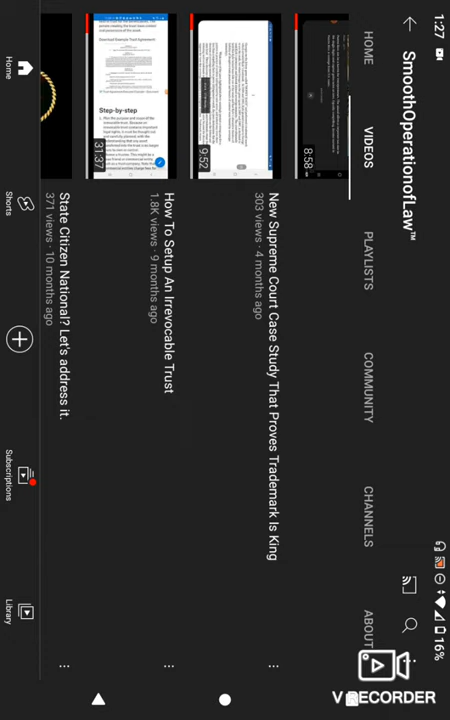 1:27
16%
SmoothOperationofLaw™
HOME
VIDEOS
PLAYLISTS
COMMUNITY
CHANNELS
ABOUT
8:58
New Supreme Court Case Study That Proves Trademark Is King
303 views · 4 months ago
9:52
How To Setup An Irrevocable Trust
1.8K views · 9 months ago
Step-by-step
31:37
State Citizen National? Let's address it.
371 views · 10 months ago
Home
Shorts
Subscriptions
Library
V RECORDER